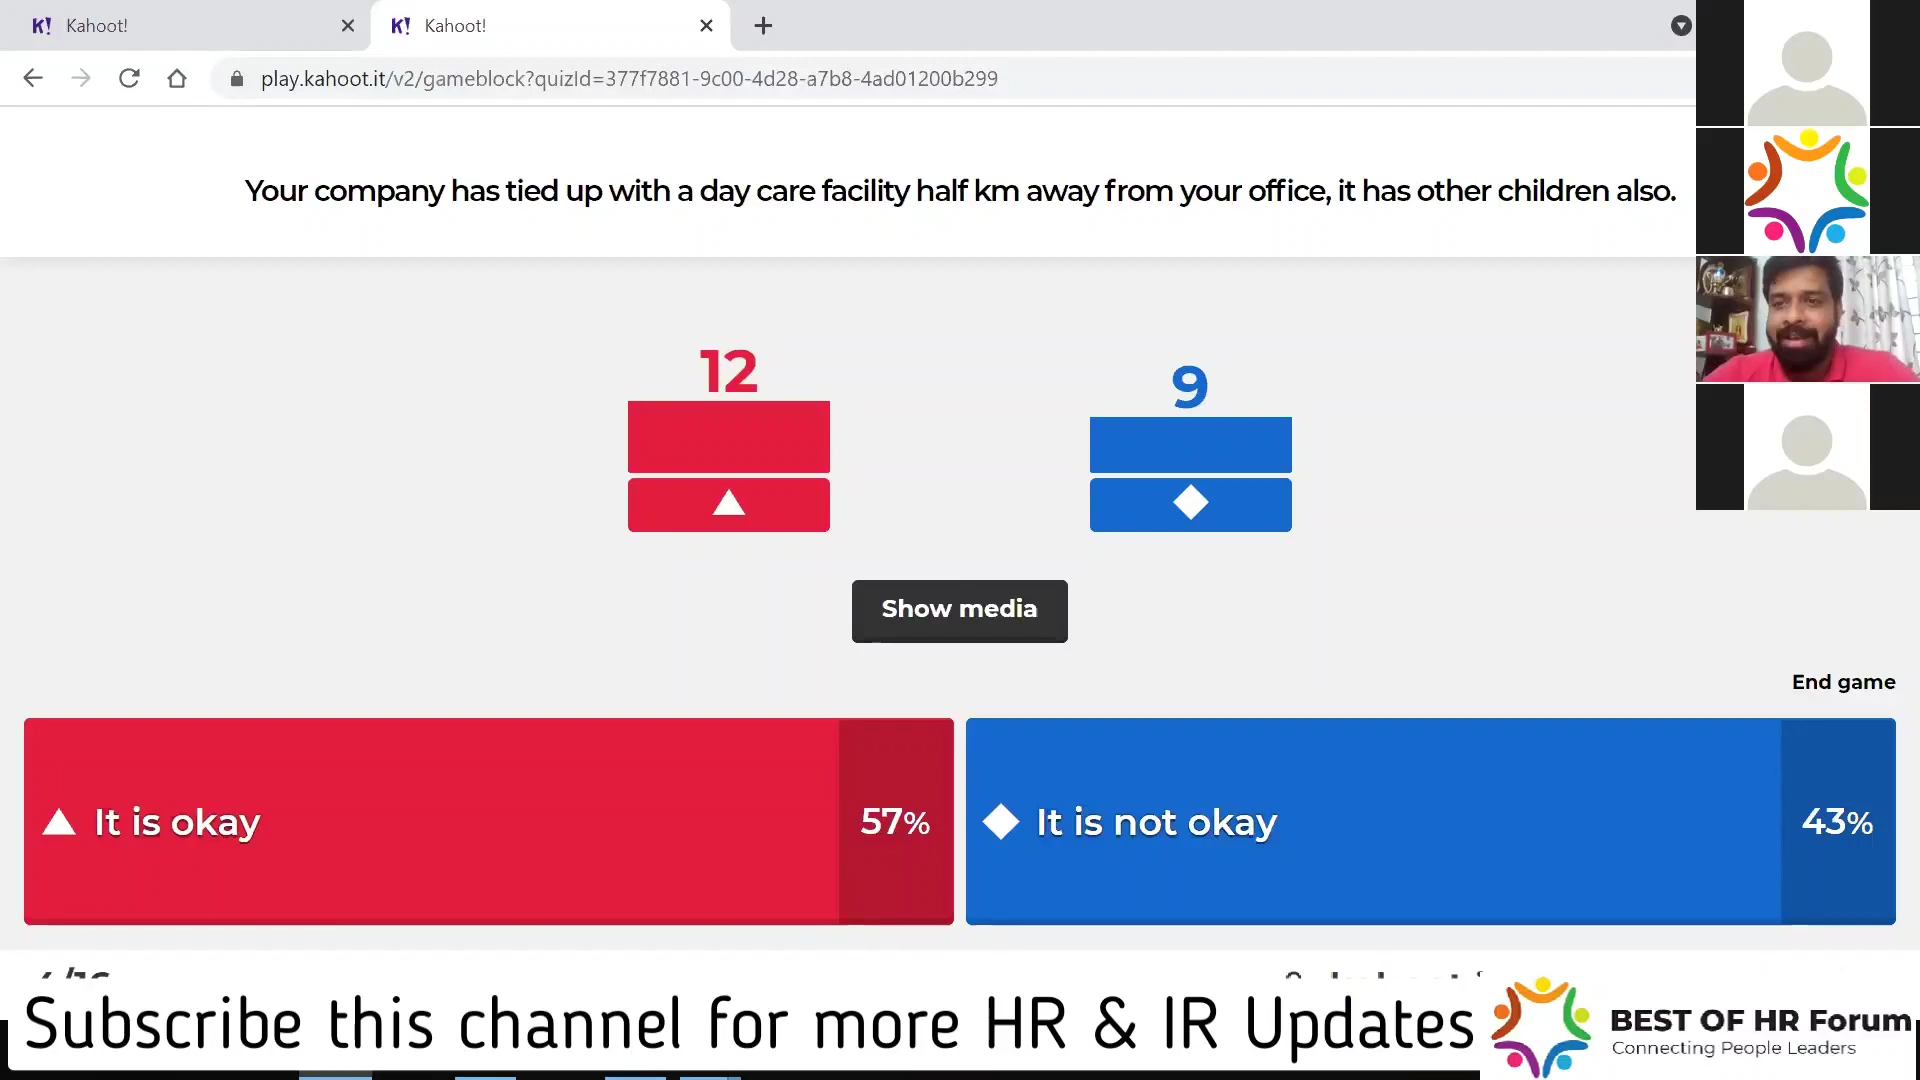 K! Kahoot!
K! Kahoot!
play.kahoot.it/v2/gameblock?quizId=377f7881-9c00-4d28-a7b8-4ad01200b299
Your company has tied up with a day care facility half km away from your office, it has other children also.
12
9
Show media
End game
It is okay
57%
It is not okay
43%
Subscribe this channel for more HR & IR Updates
BEST OF HR Forum
Connecting People Leaders